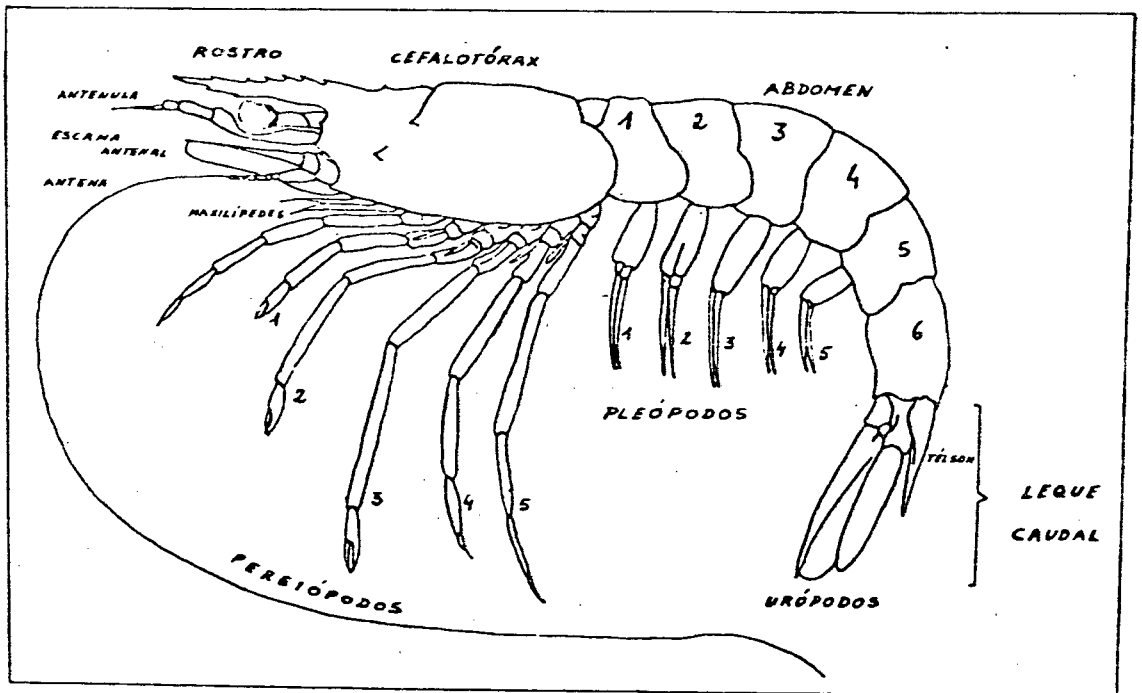 ROSTRO
CEFALOTÓRAX
ABDOMEN
ANTENULA
ESCAMA
ANTENAL
ANTENA
MAXILÍPEDES
1
2
3
4
5
6
1
2
3
4
5
1
2
3
4
5
PLEÓPODOS
TÉLSON
LEQUE
CAUDAL
PEREIÓPODOS
URÓPODOS